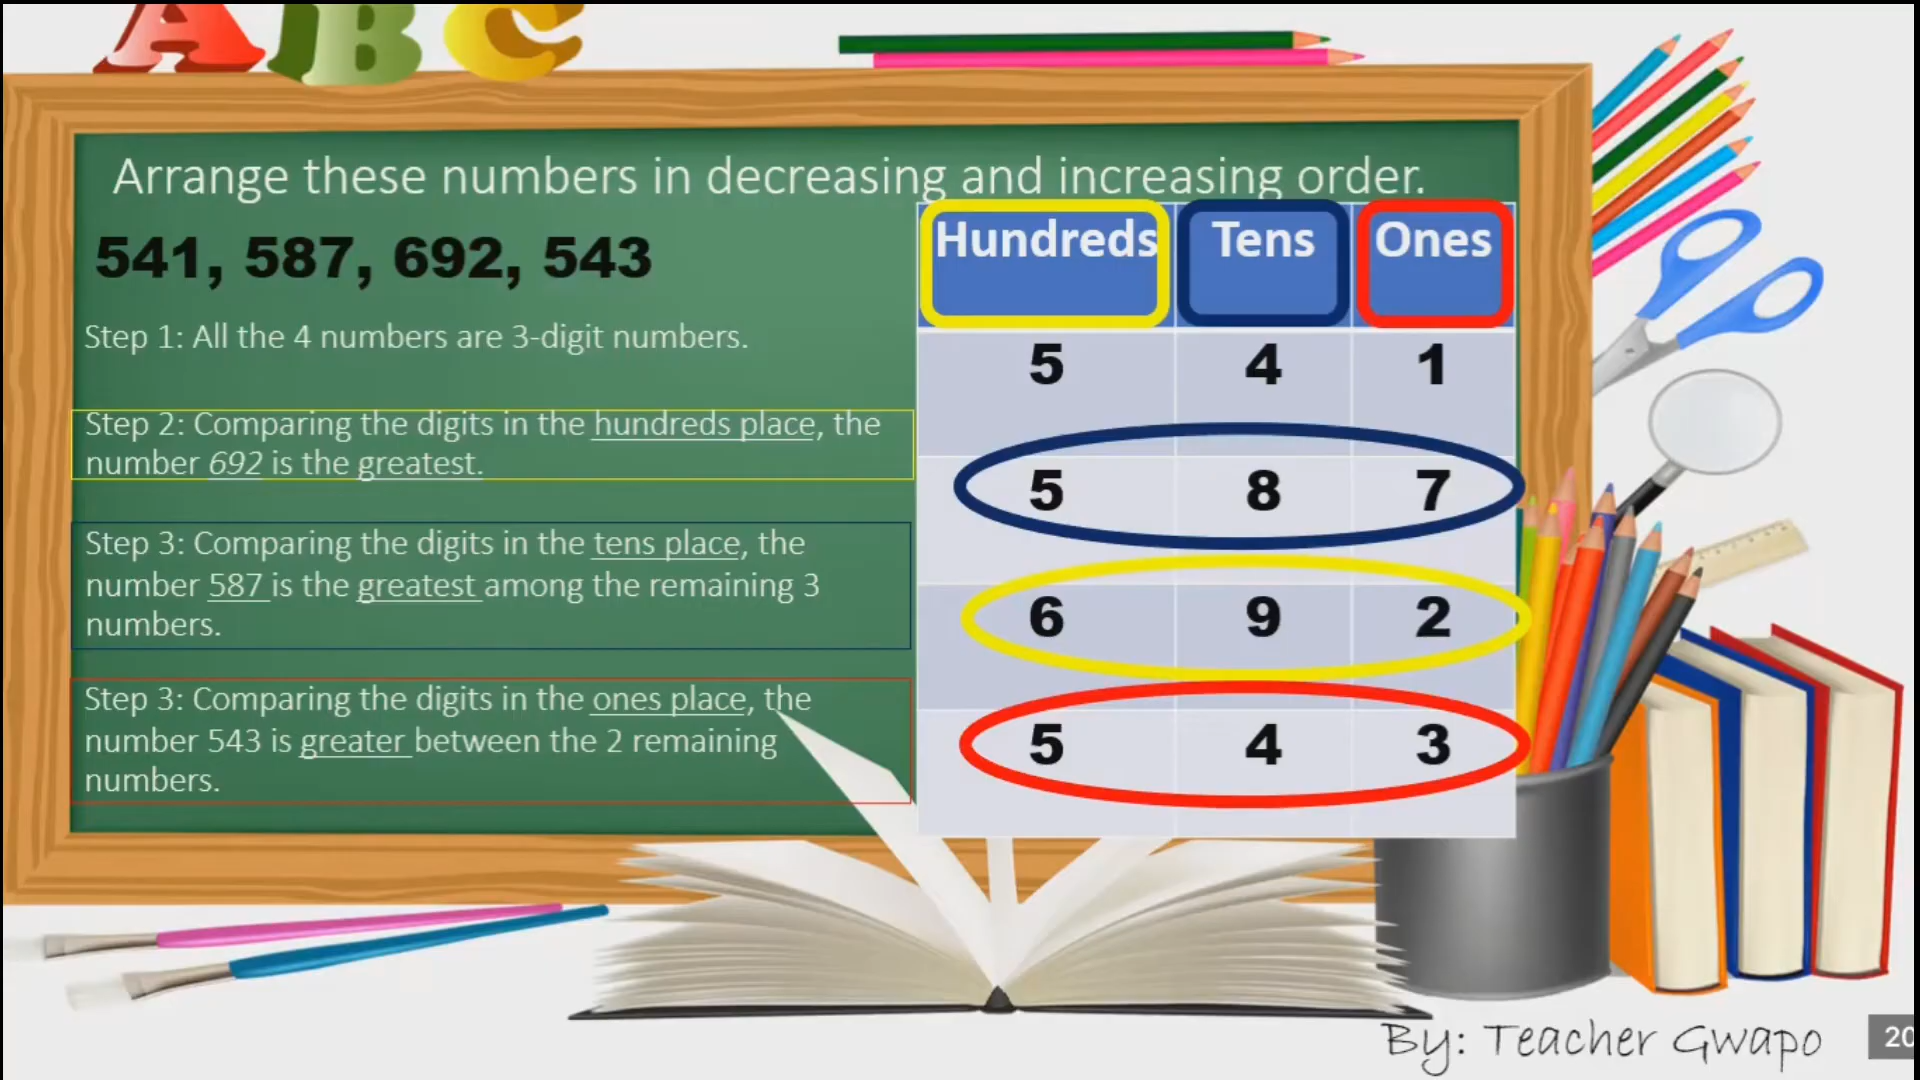 ABC
Arrange these numbers in decreasing and increasing order.
541, 587, 692, 543
Step 1: All the 4 numbers are 3-digit numbers.
Step 2: Comparing the digits in the hundreds place, the
number 692 is the greatest.
Step 3: Comparing the digits in the tens place, the
number 587 is the greatest among the remaining 3
numbers.
Step 3: Comparing the digits in the ones place, the
number 543 is greater between the 2 remaining
numbers.
Hundreds Tens Ones
5 4 1
5 8 7
6 9 2
5 4 3
By: Teacher Gwapo
20